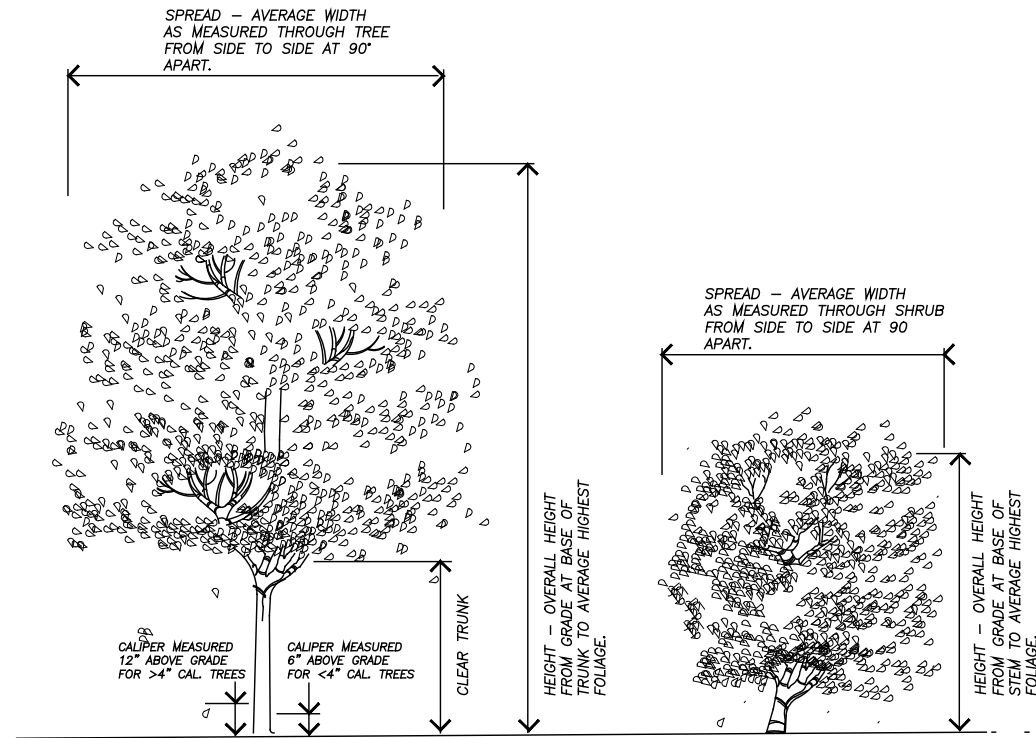 SPREAD – AVERAGE WIDTH
AS MEASURED THROUGH TREE
FROM SIDE TO SIDE AT 90°
APART.
SPREAD – AVERAGE WIDTH
AS MEASURED THROUGH SHRUB
FROM SIDE TO SIDE AT 90
APART.
CALIPER MEASURED
12" ABOVE GRADE
FOR >4" CAL. TREES
CALIPER MEASURED
6" ABOVE GRADE
FOR <4" CAL. TREES
CLEAR TRUNK
HEIGHT – OVERALL HEIGHT
FROM GRADE AT BASE OF
TRUNK TO AVERAGE HIGHEST
FOLIAGE.
HEIGHT – OVERALL HEIGHT
FROM GRADE AT BASE OF
STEM TO AVERAGE HIGHEST
FOLIAGE.